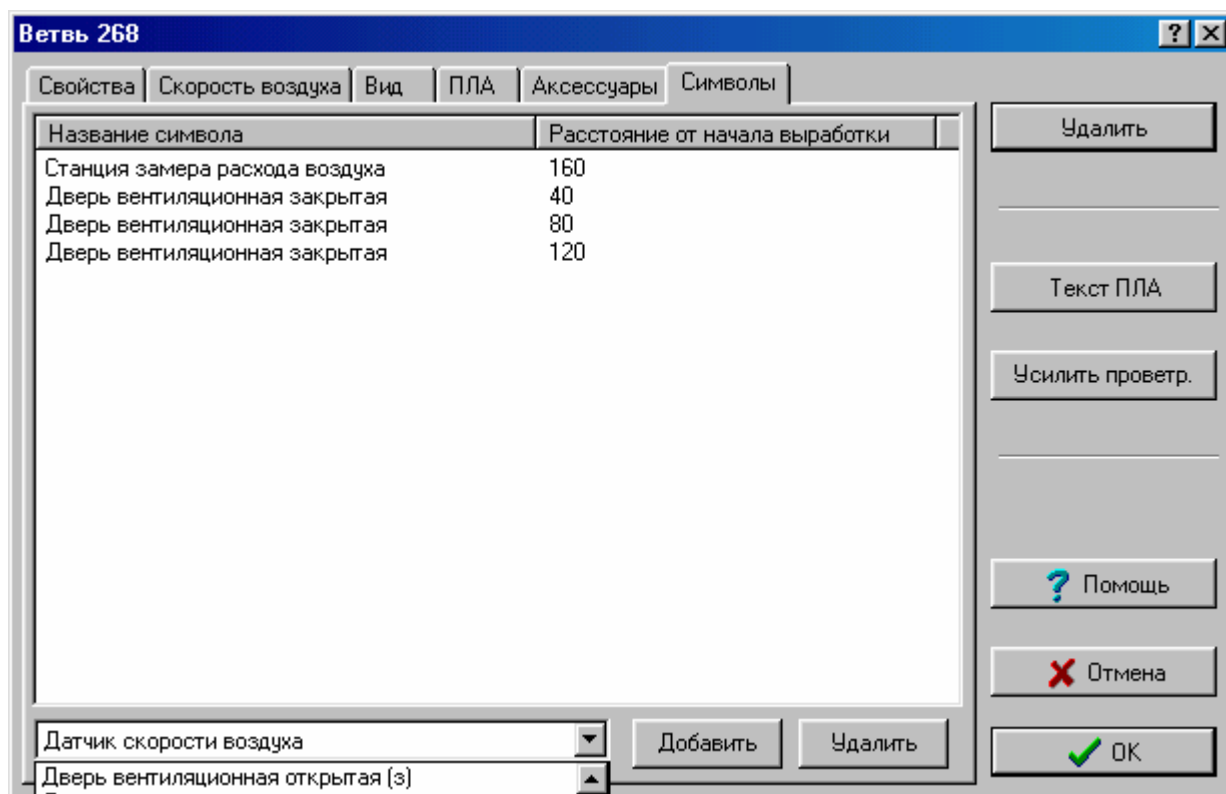 Ветвь 268
Свойства Скорость воздуха Вид ПЛА Аксессуары Символы
Название символа Расстояние от начала выработки
Станция замера расхода воздуха 160
Дверь вентиляционная закрытая 40
Дверь вентиляционная закрытая 80
Дверь вентиляционная закрытая 120
Удалить
Текст ПЛА
Усилить проветр.
? Помощь
Отмена
OK
Датчик скорости воздуха Добавить Удалить
Дверь вентиляционная открытая (з)